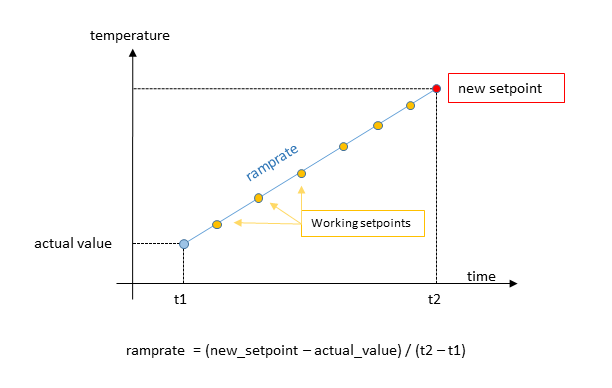 temperature
new setpoint
ramprate
Working setpoints
actual value
time
t1
t2
ramprate = (new_setpoint – actual_value) / (t2 – t1)